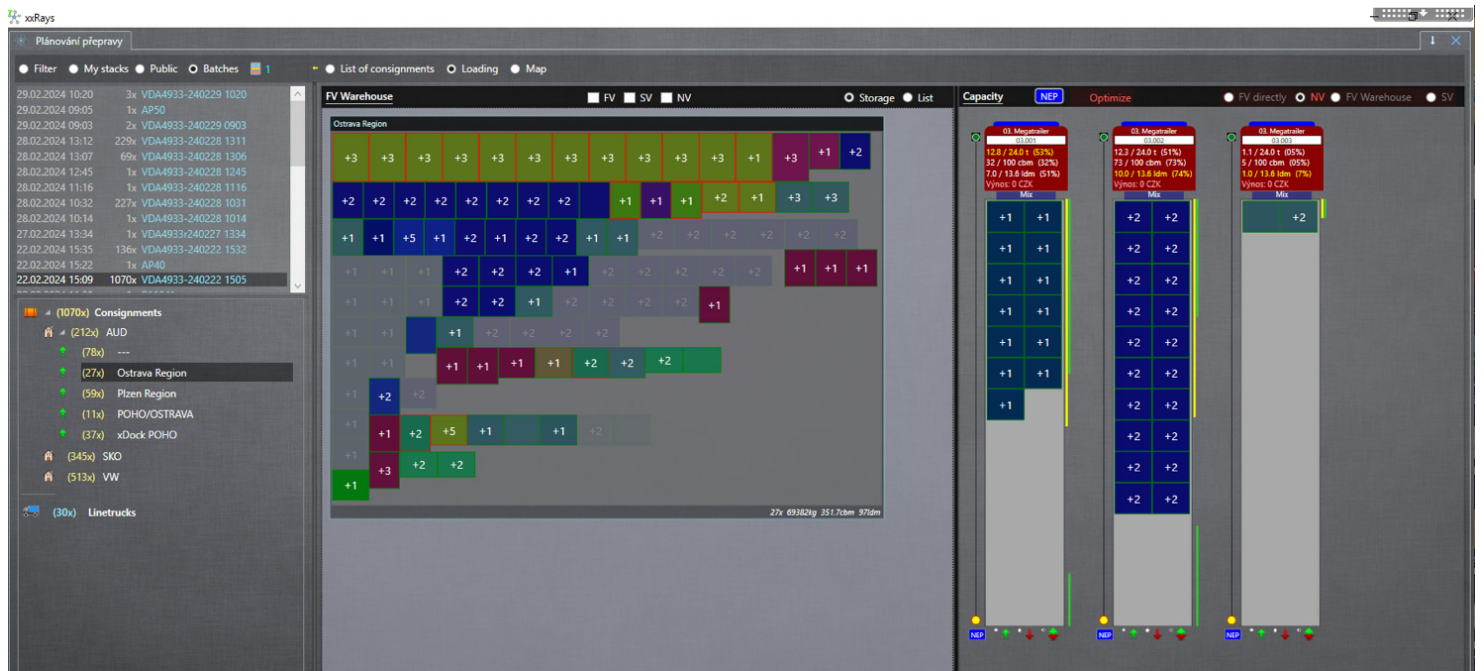 xxRays
Plánování přepravy
Filter My stacks Public Batches 1
List of consignments Loading Map
29.02.2024 10:20 3x VDA4933-240229 1020
29.02.2024 09:05 1x AP50
29.02.2024 09:03 2x VDA4933-240229 0903
28.02.2024 13:12 229x VDA4933-240228 1311
28.02.2024 13:07 69x VDA4933-240228 1306
28.02.2024 12:45 1x VDA4933-240228 1245
28.02.2024 11:16 1x VDA4933-240228 1116
28.02.2024 10:32 227x VDA4933-240228 1031
28.02.2024 10:14 1x VDA4933-240228 1014
27.02.2024 13:34 1x VDA4933r240227 1334
22.02.2024 15:35 136x VDA4933-240222 1532
22.02.2024 15:22 1x AP40
22.02.2024 15:09 1070x VDA4933-240222 1505
(1070x) Consignments
(212x) AUD
(78x) ---
(27x) Ostrava Region
(59x) Plzen Region
(11x) POHO/OSTRAVA
(37x) xDock POHO
(345x) SKO
(513x) VW
(30x) Linetrucks
FV Warehouse FV SV NV Storage List
Ostrava Region
+3 +3 +3 +3 +3 +3 +3 +3 +3 +3 +3 +1 +3 +1 +2
+2 +2 +2 +2 +2 +2 +2 +2 +1 +1 +1 +2 +1 +3 +3
+1 +1 +5 +1 +2 +1 +2 +2 +1 +1 +2 +2 +2 +2 +2 +2
+1 +1 +1 +2 +2 +2 +1 +2 +2 +2 +2 +2 +1 +1 +1
+1 +1 +1 +2 +2 +1 +2 +2 +2 +2 +1
+1 +1 +1 +2 +2 +2 +2
+1 +1 +1 +1 +1 +1 +2 +2 +2
+1 +2 +2
+1 +1 +2 +5 +1 +1 +2
+1 +3 +2 +2
+1
27x 69382kg 351.7cbm 97ldm
Capacity NEP Optimize FV directly NV FV Warehouse SV
03. Megatrailer
03.001
12.8 / 24.0 t (53%)
32 / 100 cbm (32%)
7.0 / 13.6 ldm (51%)
Výnos: 0 CZK
Mix
+1 +1
+1 +1
+1 +1
+1 +1
+1 +1
+1 +1
+1
NEP
03. Megatrailer
03.002
12.3 / 24.0 t (51%)
73 / 100 cbm (73%)
10.0 / 13.6 ldm (74%)
Výnos: 0 CZK
Mix
+2 +2
+2 +2
+2 +2
+2 +2
+2 +2
+2 +2
+2 +2
+2 +2
+2 +2
+2 +2
NEP
03. Megatrailer
03.003
1.1 / 24.0 t (05%)
5 / 100 cbm (05%)
1.0 / 13.6 ldm (7%)
Výnos: 0 CZK
Mix
+2
NEP